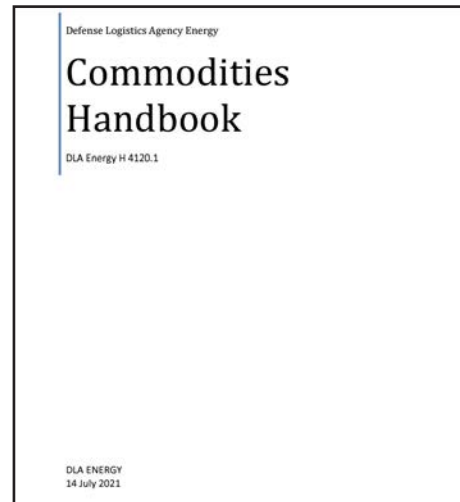 Defense Logistics Agency Energy
Commodities
Handbook
DLA Energy H 4120.1
DLA ENERGY
14 July 2021